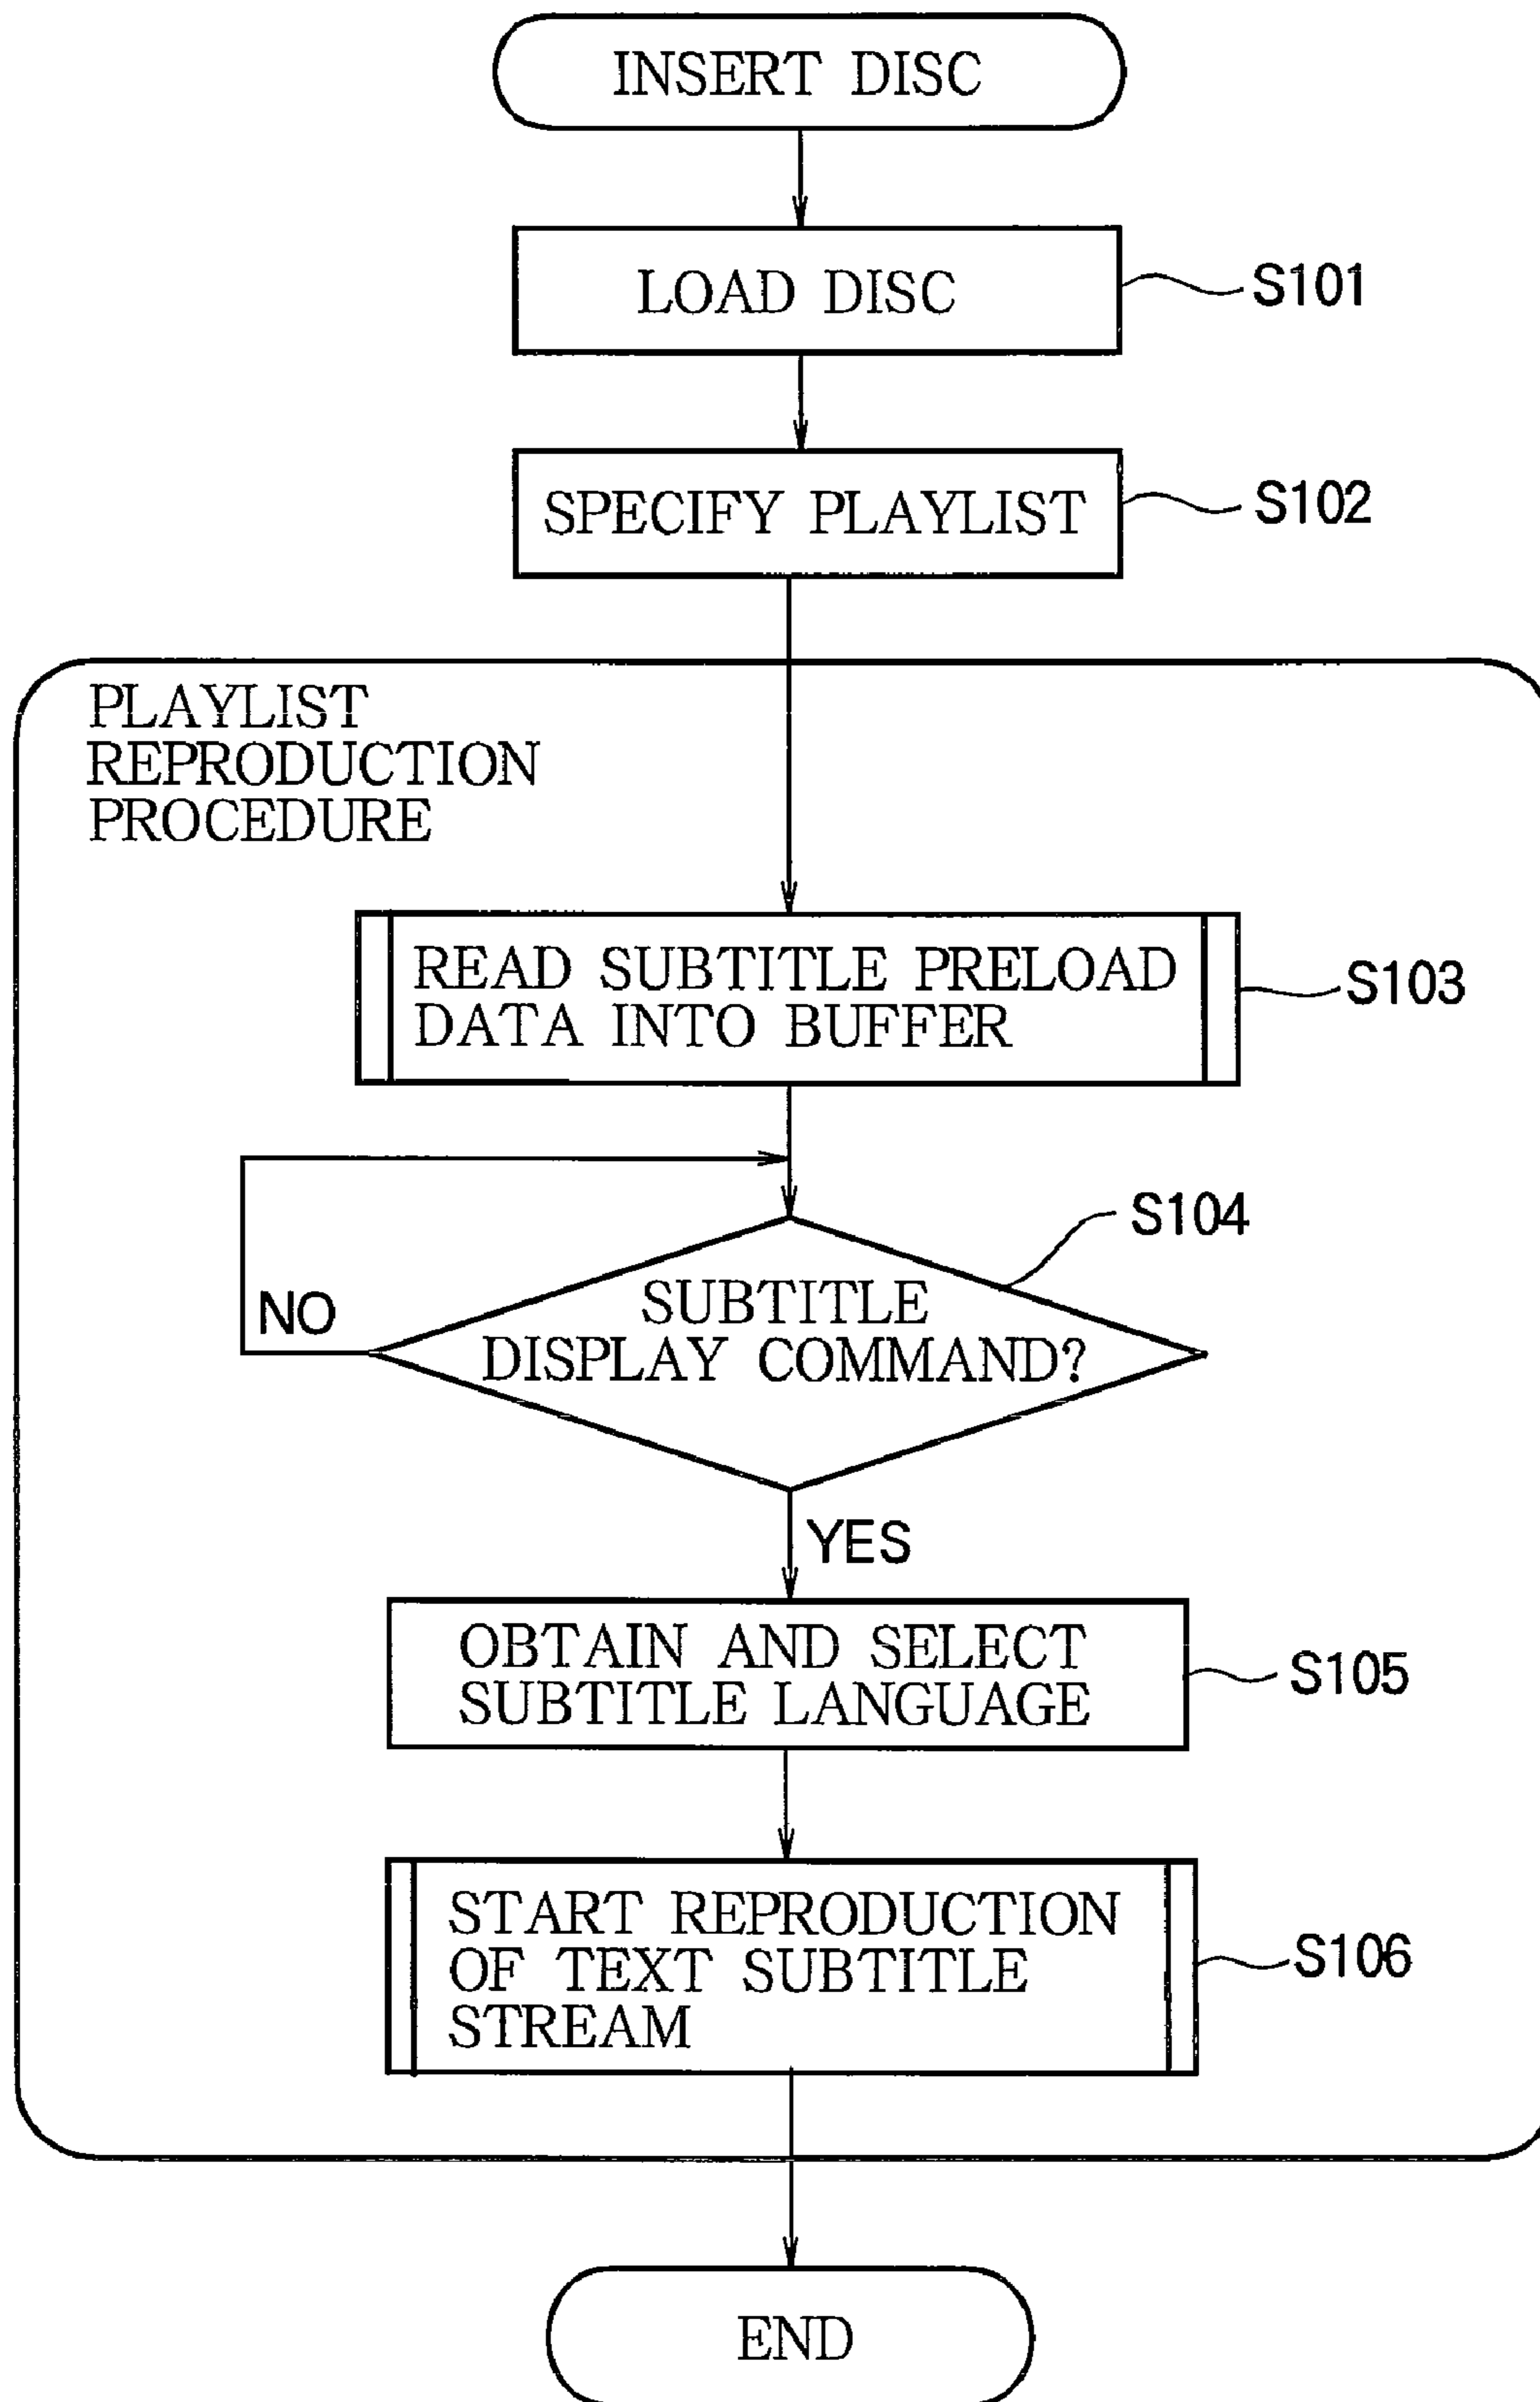 INSERT DISC
LOAD DISC
S101
SPECIFY PLAYLIST
S102
PLAYLIST
REPRODUCTION
PROCEDURE
READ SUBTITLE PRELOAD
DATA INTO BUFFER
S103
S104
SUBTITLE
DISPLAY COMMAND?
NO
YES
OBTAIN AND SELECT
SUBTITLE LANGUAGE
S105
START REPRODUCTION
OF TEXT SUBTITLE
STREAM
S106
END